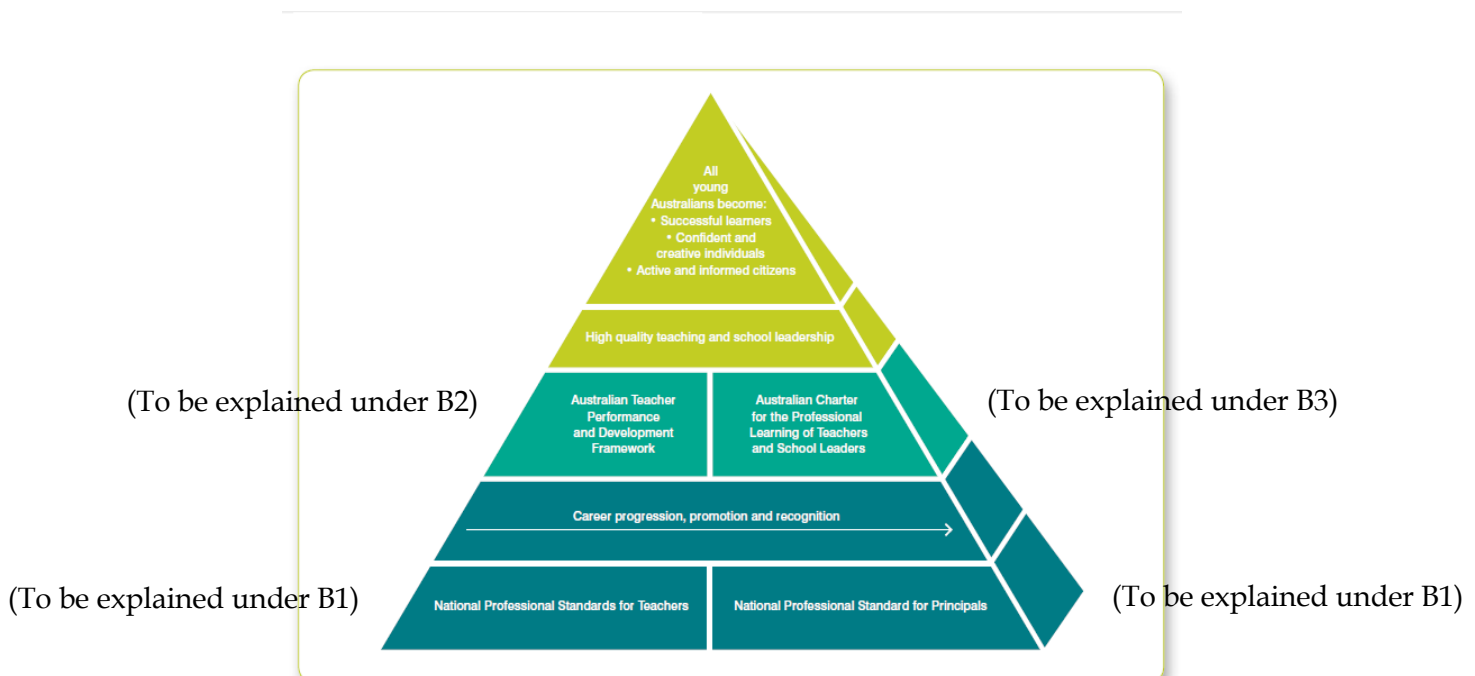 All
young
Australians become:
• Successful learners
• Confident and
creative individuals
• Active and informed citizens
High quality teaching and school leadership
(To be explained under B2)
Australian Teacher
Performance
and Development
Framework
Australian Charter
for the Professional
Learning of Teachers
and School Leaders
(To be explained under B3)
Career progression, promotion and recognition
(To be explained under B1)
National Professional Standards for Teachers
National Professional Standard for Principals
(To be explained under B1)